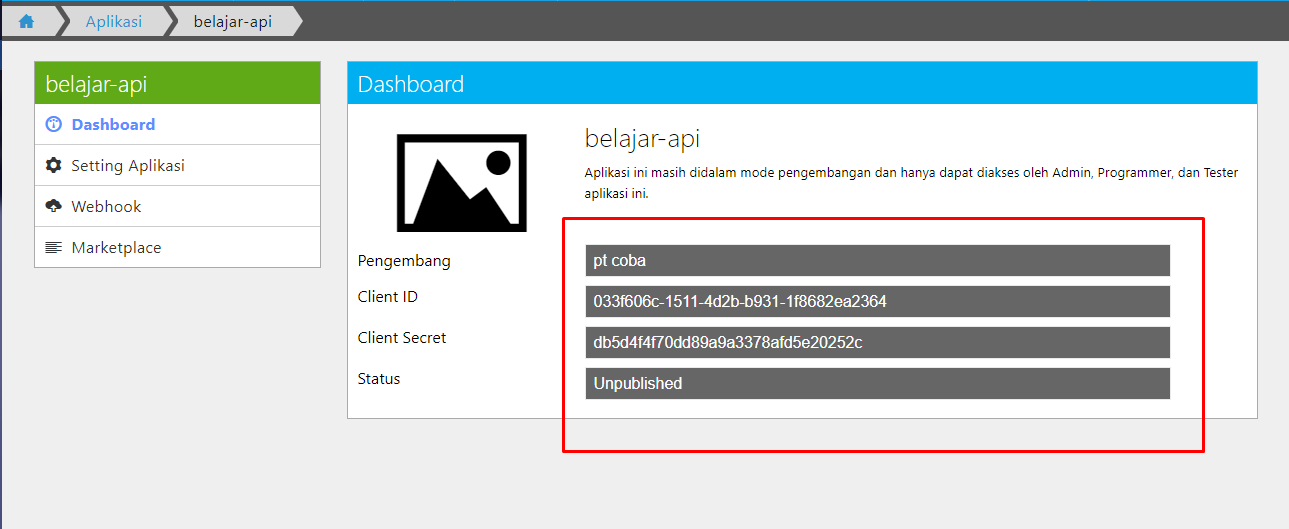 Aplikasi
belajar-api
belajar-api
Dashboard
Setting Aplikasi
Webhook
Marketplace
Dashboard
belajar-api
Aplikasi ini masih didalam mode pengembangan dan hanya dapat diakses oleh Admin, Programmer, dan Tester
aplikasi ini.
Pengembang
pt coba
Client ID
033f606c-1511-4d2b-b931-1f8682ea2364
Client Secret
db5d4f4f70dd89a9a3378afd5e20252c
Status
Unpublished